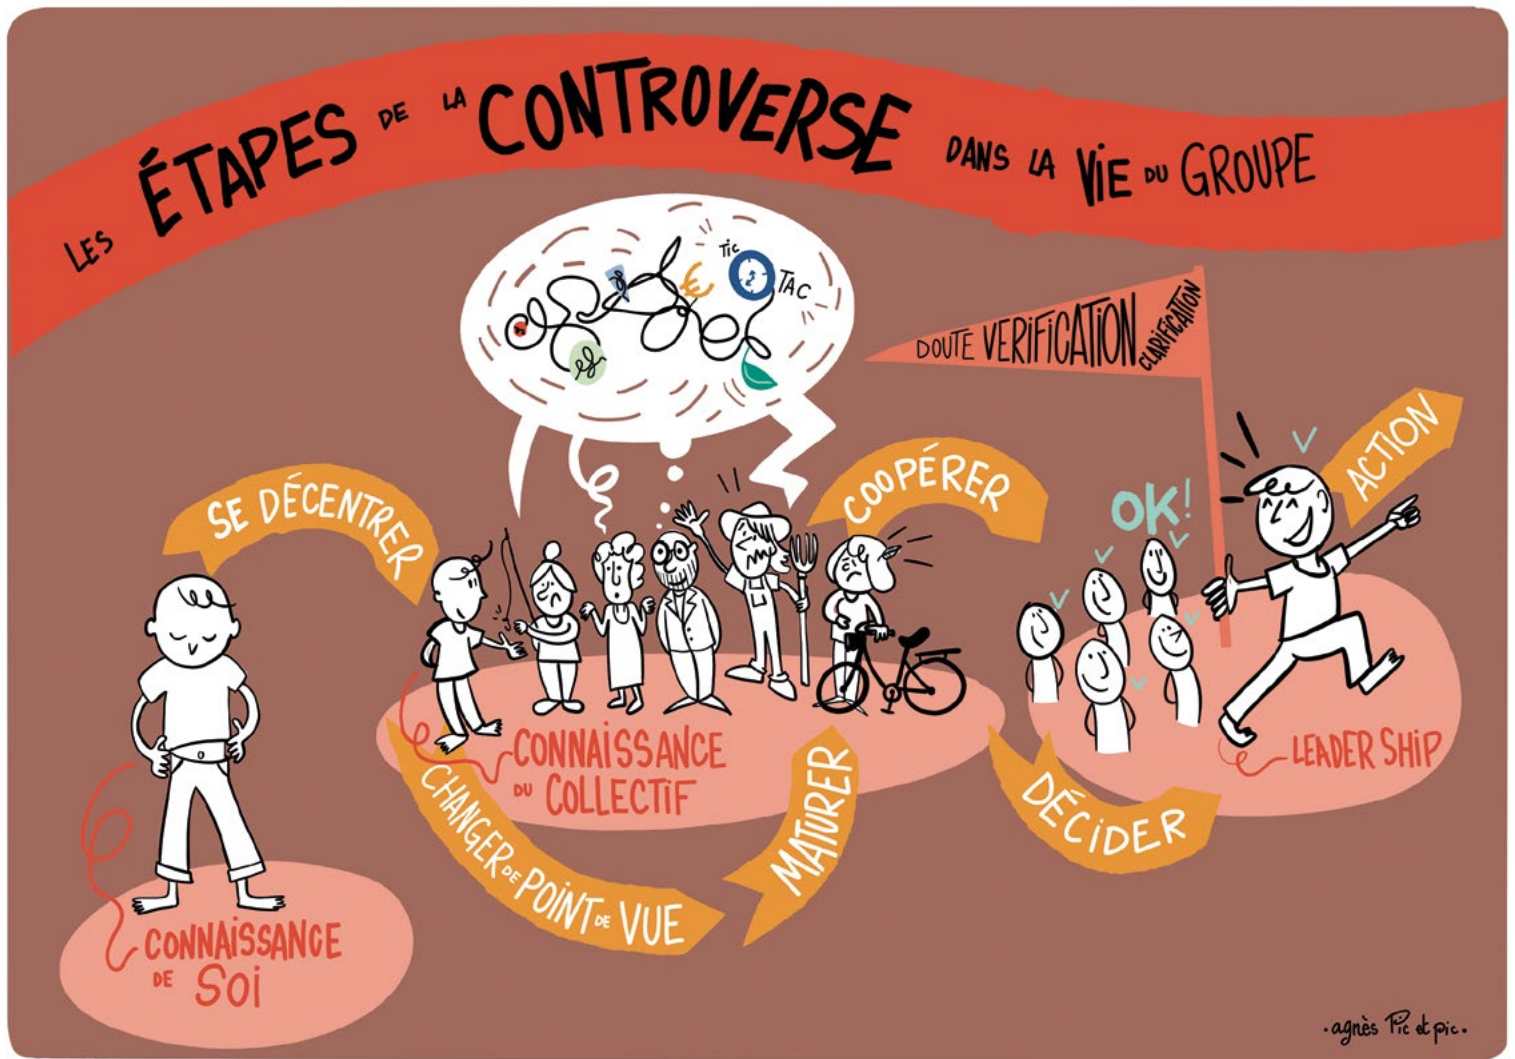 LES ÉTAPES DE LA CONTROVERSE DANS LA ViE DU GROUPE
TiC
TAC
€
DOUTE VERiFiCATiON CLARiFiCATiON
SE DÉCENTRER
COOPÉRER
OK!
ACTiON
CONNAiSSANCE
DU COLLECTiF
LEADER SHiP
CHANGER DE POiNT DE VUE
MATURER
DÉCiDER
CONNAiSSANCE
DE SOi
•agnès Pic et pic•